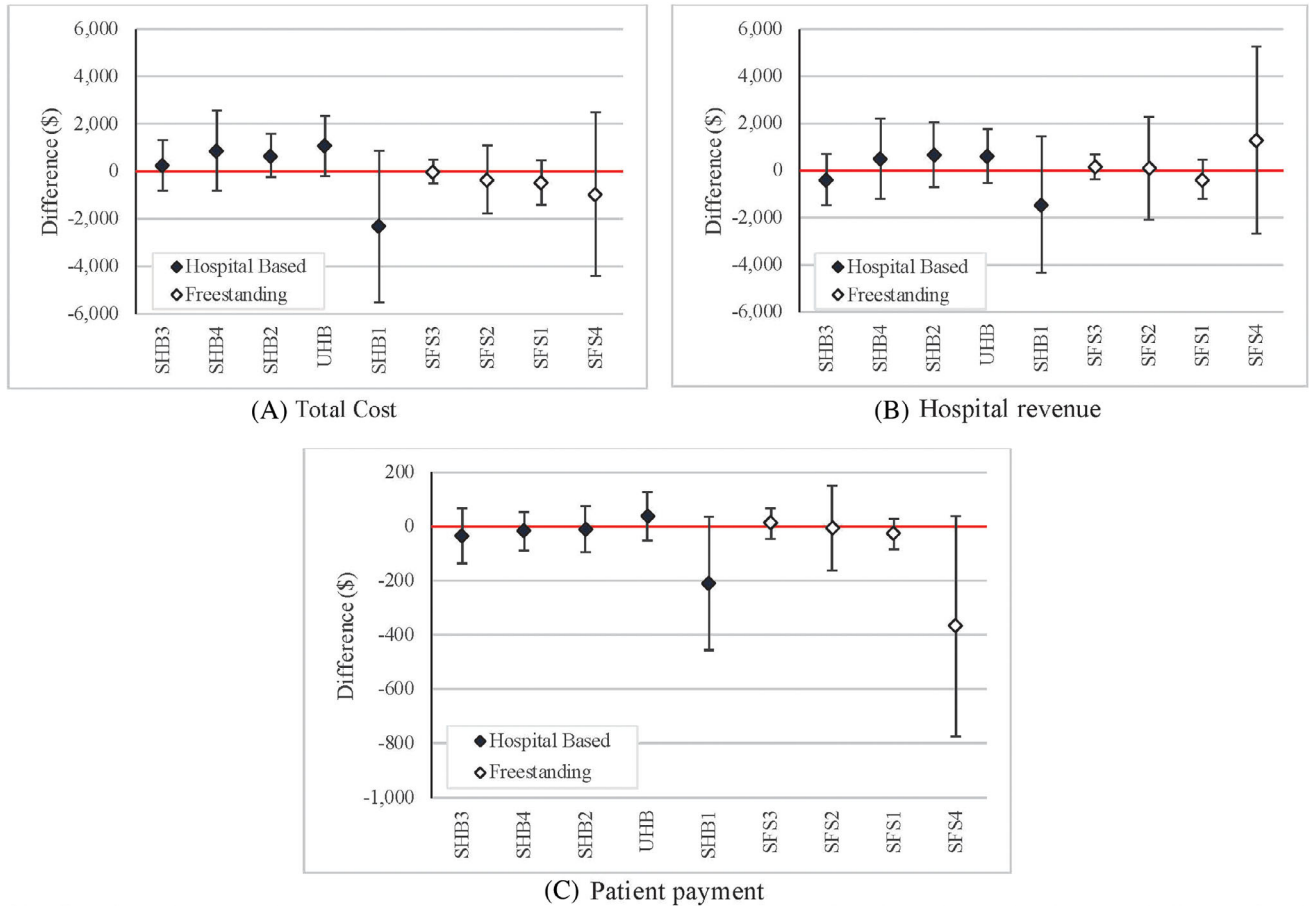 6,000
4,000
2,000
0
-2,000
-4,000
-6,000
Difference ($)
Hospital Based
Freestanding
SHB3
SHB4
SHB2
UHB
SHB1
SFS3
SFS2
SFS1
SFS4
(A) Total Cost
6,000
4,000
2,000
0
-2,000
-4,000
-6,000
Difference ($)
Hospital Based
Freestanding
SHB3
SHB4
SHB2
UHB
SHB1
SFS3
SFS2
SFS1
SFS4
(B) Hospital revenue
200
0
-200
-400
-600
-800
-1,000
Difference ($)
Hospital Based
Freestanding
SHB3
SHB4
SHB2
UHB
SHB1
SFS3
SFS2
SFS1
SFS4
(C) Patient payment